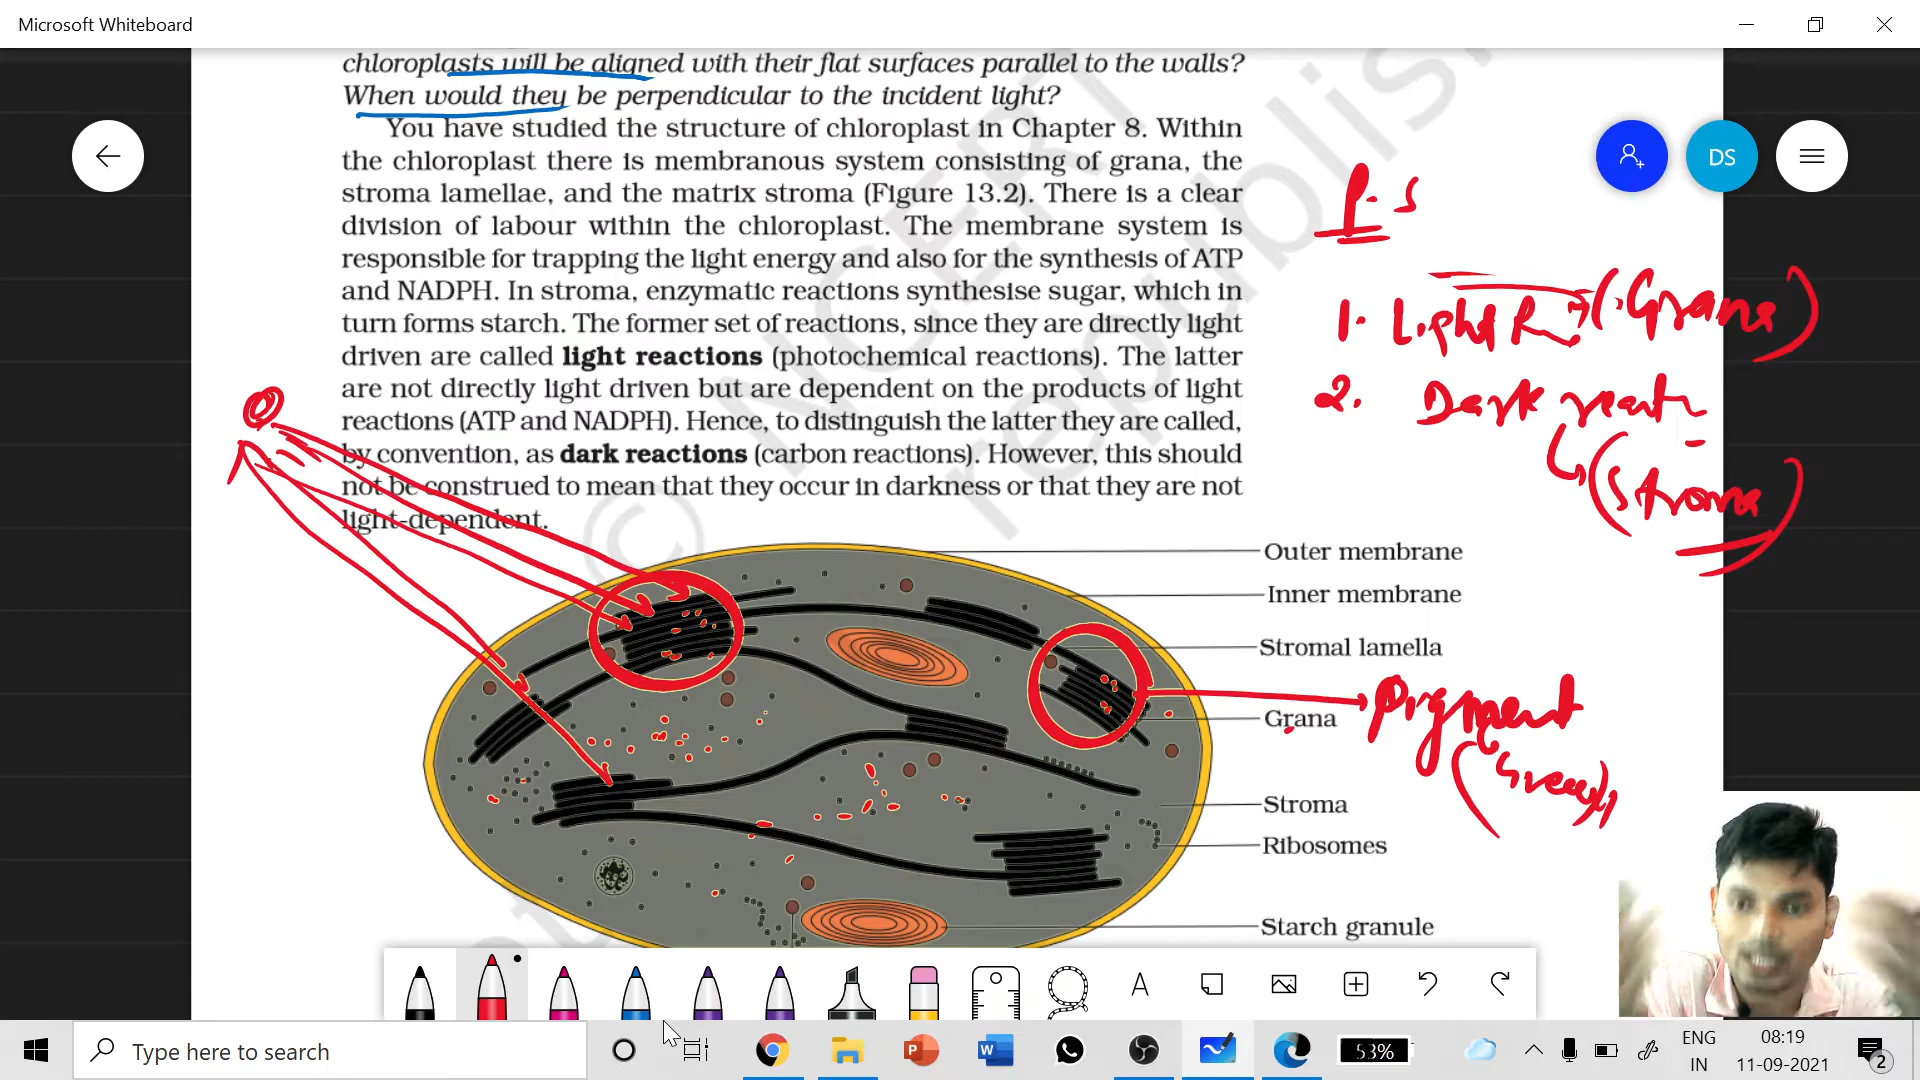 Microsoft Whiteboard
chloroplasts will be aligned with their flat surfaces parallel to the walls?
When would they be perpendicular to the incident light?
You have studied the structure of chloroplast in Chapter 8. Within
the chloroplast there is membranous system consisting of grana, the
stroma lamellae, and the matrix stroma (Figure 13.2). There is a clear
division of labour within the chloroplast. The membrane system is
responsible for trapping the light energy and also for the synthesis of ATP
and NADPH. In stroma, enzymatic reactions synthesise sugar, which in
turn forms starch. The former set of reactions, since they are directly light
driven are called light reactions (photochemical reactions). The latter
are not directly light driven but are dependent on the products of light
reactions (ATP and NADPH). Hence, to distinguish the latter they are called,
by convention, as dark reactions (carbon reactions). However, this should
not be construed to mean that they occur in darkness or that they are not
light-dependent.
© NCERT
republish
DS
P.S
1. Light R (Grana)
2. Dark
(Stroma)
Outer membrane
Inner membrane
Stromal lamella
Grana
Pigment
Stroma
Ribosomes
Starch granule
A
Type here to search
53%
ENG
IN
08:19
11-09-2021
2